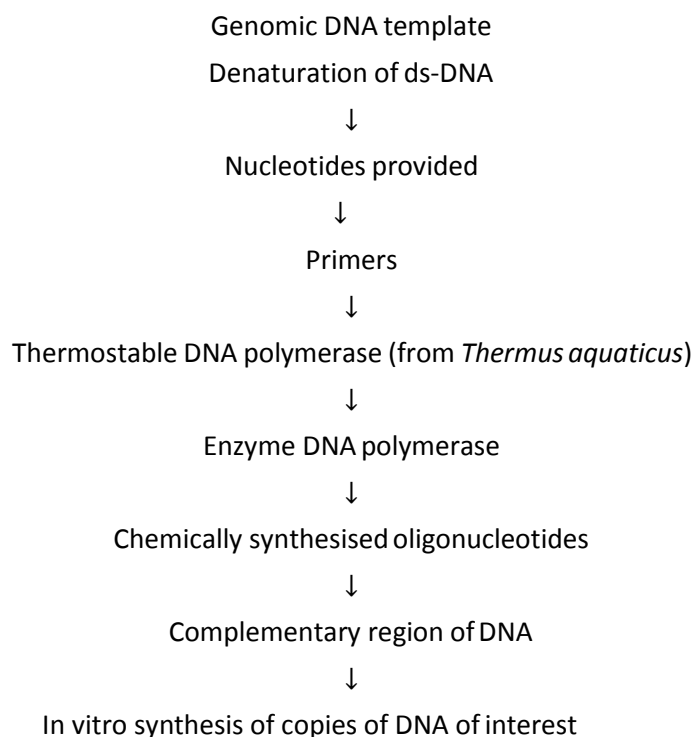 Genomic DNA template
Denaturation of ds-DNA
↓
Nucleotides provided
↓
Primers
↓
Thermostable DNA polymerase (from Thermus aquaticus)
↓
Enzyme DNA polymerase
↓
Chemically synthesised oligonucleotides
↓
Complementary region of DNA
↓
In vitro synthesis of copies of DNA of interest